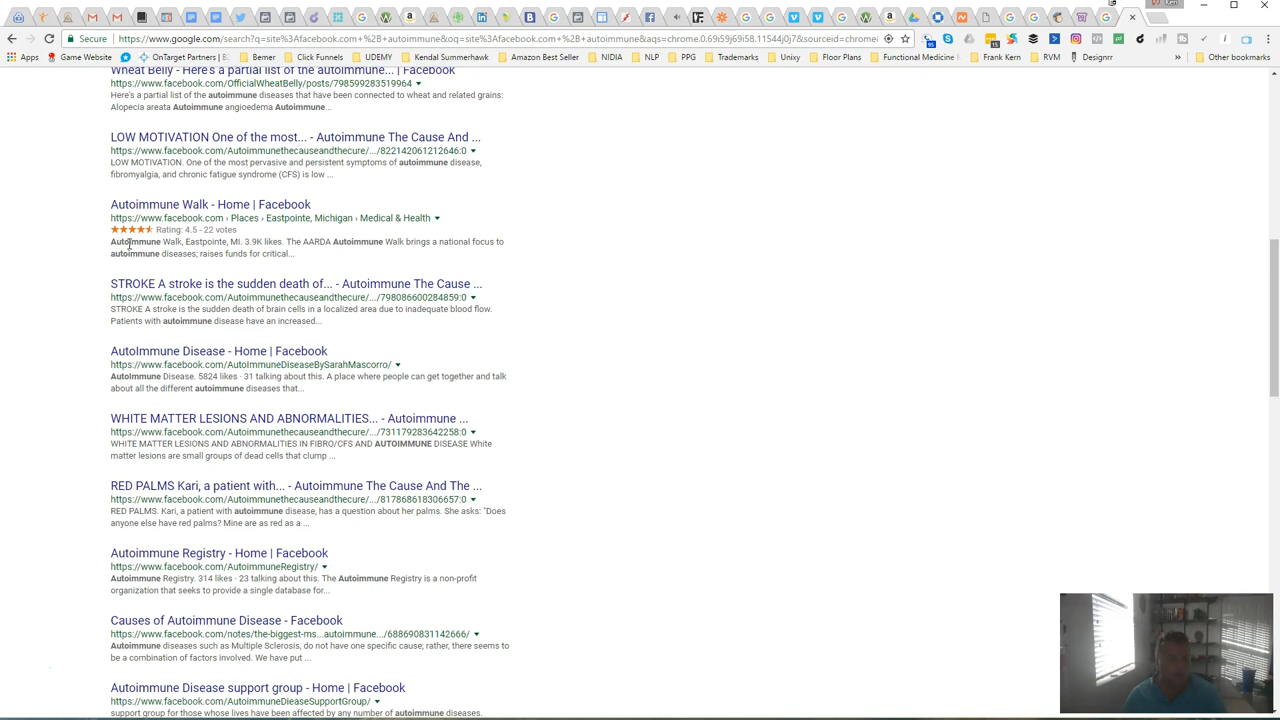 Ken
Secure https://www.google.com/search?q=site%3Afacebook.com+%2B+autoimmune&oq=site%3Afacebook.com+%2B+autoimmune&aqs=chrome.0.69i59j69i58.11544j0j7&sourceid=chrome
Apps Game Website OnTarget Partners | B Bemer Click Funnels UDEMY Kendal Summerhawk Amazon Best Seller NIDIA NLP PPG Trademarks Unixy Floor Plans Functional Medicine Frank Kern RVM Designrr Other bookmarks
Wheat Belly - Here's a partial list of the autoimmune... | Facebook
https://www.facebook.com/OfficialWheatBelly/posts/798599283519964
Here's a partial list of the autoimmune diseases that have been connected to wheat and related grains:
Alopecia areata Autoimmune angioedema Autoimmune...
LOW MOTIVATION One of the most... - Autoimmune The Cause And ...
https://www.facebook.com/Autoimmunethecauseandthecure/.../822142061212646:0
LOW MOTIVATION. One of the most pervasive and persistent symptoms of autoimmune disease,
fibromyalgia, and chronic fatigue syndrome (CFS) is low ...
Autoimmune Walk - Home | Facebook
https://www.facebook.com › Places › Eastpointe, Michigan › Medical & Health
Rating: 4.5 - 22 votes
Autoimmune Walk, Eastpointe, MI. 3.9K likes. The AARDA Autoimmune Walk brings a national focus to
autoimmune diseases; raises funds for critical...
STROKE A stroke is the sudden death of... - Autoimmune The Cause ...
https://www.facebook.com/Autoimmunethecauseandthecure/.../798086600284859:0
STROKE A stroke is the sudden death of brain cells in a localized area due to inadequate blood flow.
Patients with autoimmune disease have an increased...
AutoImmune Disease - Home | Facebook
https://www.facebook.com/AutoImmuneDiseaseBySarahMascorro/
AutoImmune Disease. 5824 likes · 31 talking about this. A place where people can get together and talk
about all the different autoimmune diseases that...
WHITE MATTER LESIONS AND ABNORMALITIES... - Autoimmune ...
https://www.facebook.com/Autoimmunethecauseandthecure/.../731179283642258:0
WHITE MATTER LESIONS AND ABNORMALITIES IN FIBRO/CFS AND AUTOIMMUNE DISEASE White
matter lesions are small groups of dead cells that clump ...
RED PALMS Kari, a patient with... - Autoimmune The Cause And The ...
https://www.facebook.com/Autoimmunethecauseandthecure/.../817868618306657:0
RED PALMS. Kari, a patient with autoimmune disease, has a question about her palms. She asks: "Does
anyone else have red palms? Mine are as red as a ...
Autoimmune Registry - Home | Facebook
https://www.facebook.com/AutoimmuneRegistry/
Autoimmune Registry. 314 likes · 23 talking about this. The Autoimmune Registry is a non-profit
organization that seeks to provide a single database for...
Causes of Autoimmune Disease - Facebook
https://www.facebook.com/notes/the-biggest-ms...autoimmune.../688690831142666/
Autoimmune diseases such as Multiple Sclerosis, do not have one specific cause; rather, there seems to
be a combination of factors involved. We have put ...
Autoimmune Disease support group - Home | Facebook
https://www.facebook.com/AutoimmuneDieaseSupportGroup/
support group for those whose lives have been affected by any number of autoimmune diseases.